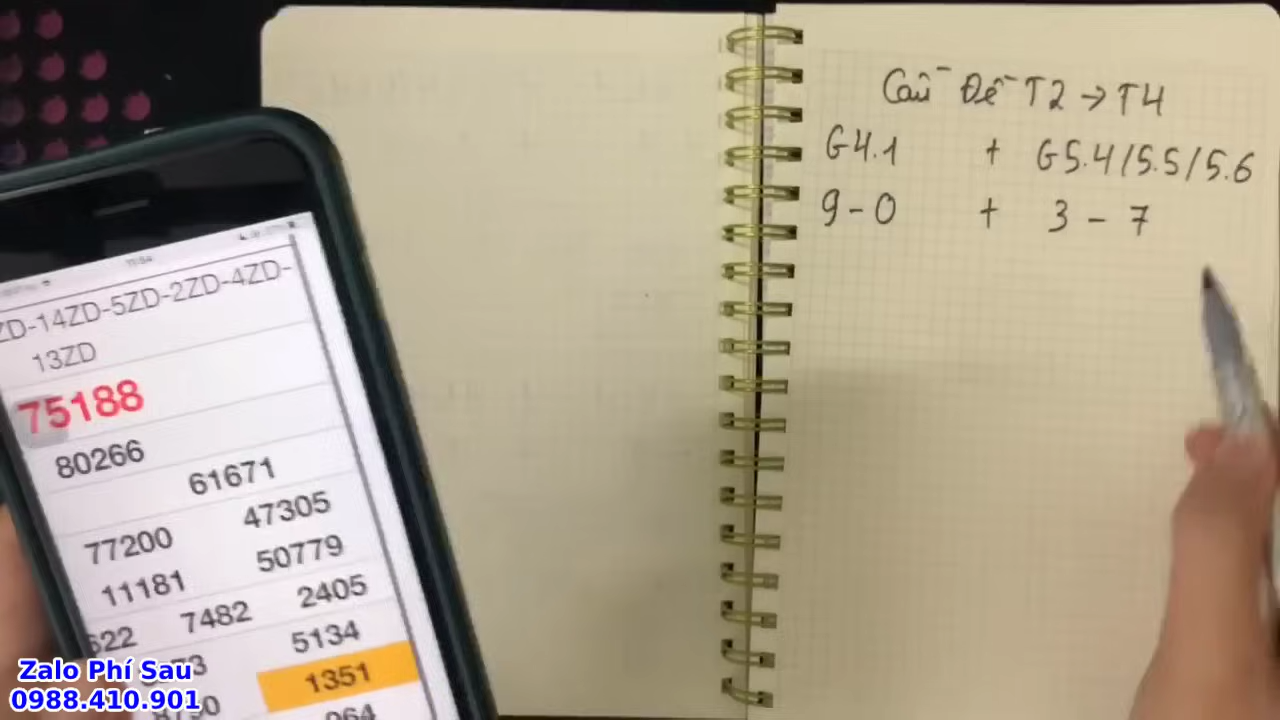 ZD-14ZD-5ZD-2ZD-4ZD-
13ZD
75188
80266
61671
77200 47305
11181 50779
622 7482 2405
5134
1351
Cầu Đề T2 → T4
G4.1 + G5.4/5.5/5.6
9-0 + 3-7
Zalo Phí Sau
0988.410.901